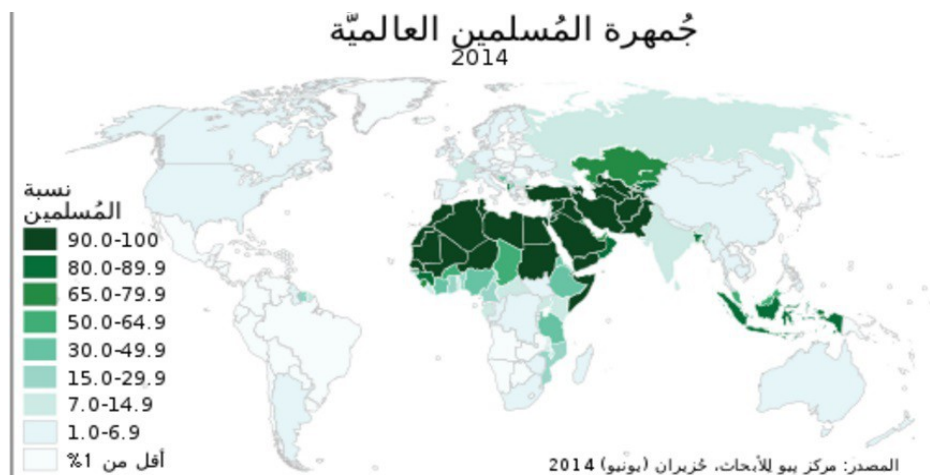 جُمهرة المُسلمين العالميَّة
2014
نسبة
المُسلمين
90.0-100
80.0-89.9
65.0-79.9
50.0-64.9
30.0-49.9
15.0-29.9
7.0-14.9
1.0-6.9
أقل من 1%
المصدر: مركز پيو للأبحاث، حُزيران (يونيو) 2014